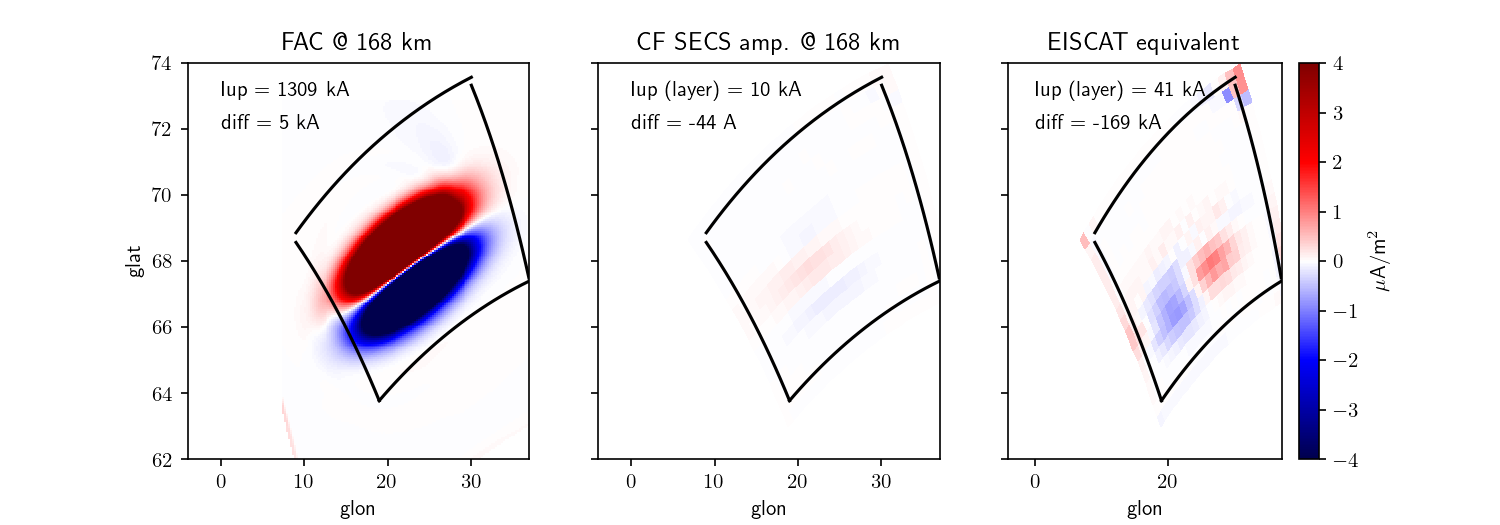 FAC @ 168 km
CF SECS amp. @ 168 km
EISCAT equivalent
Iup = 1309 kA
diff = 5 kA
Iup (layer) = 10 kA
diff = -44 A
Iup (layer) = 41 kA
diff = -169 kA
74
72
70
68
66
64
62
glat
0
10
20
30
glon
0
10
20
30
glon
0
20
glon
4
3
2
1
0
−1
−2
−3
−4
μA/m²